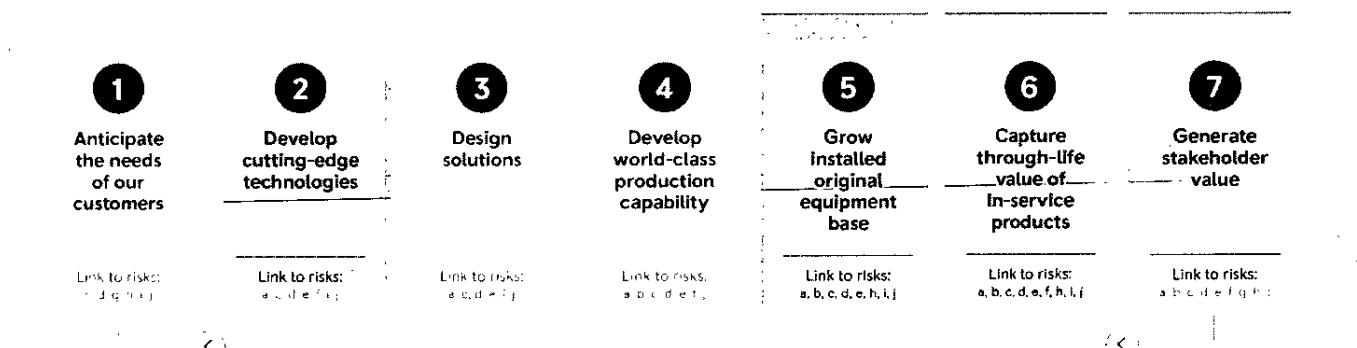 1
Anticipate
the needs
of our
customers
Link to risks:
2
Develop
cutting-edge
technologies
Link to risks:
3
Design
solutions
Link to risks:
4
Develop
world-class
production
capability
Link to risks:
5
Grow
installed
original
equipment
base
Link to risks:
a, b, c, d, e, h, i, j
6
Capture
through-life
value of
in-service
products
Link to risks:
a, b, c, d, e, f, h, i, j
7
Generate
stakeholder
value
Link to risks: